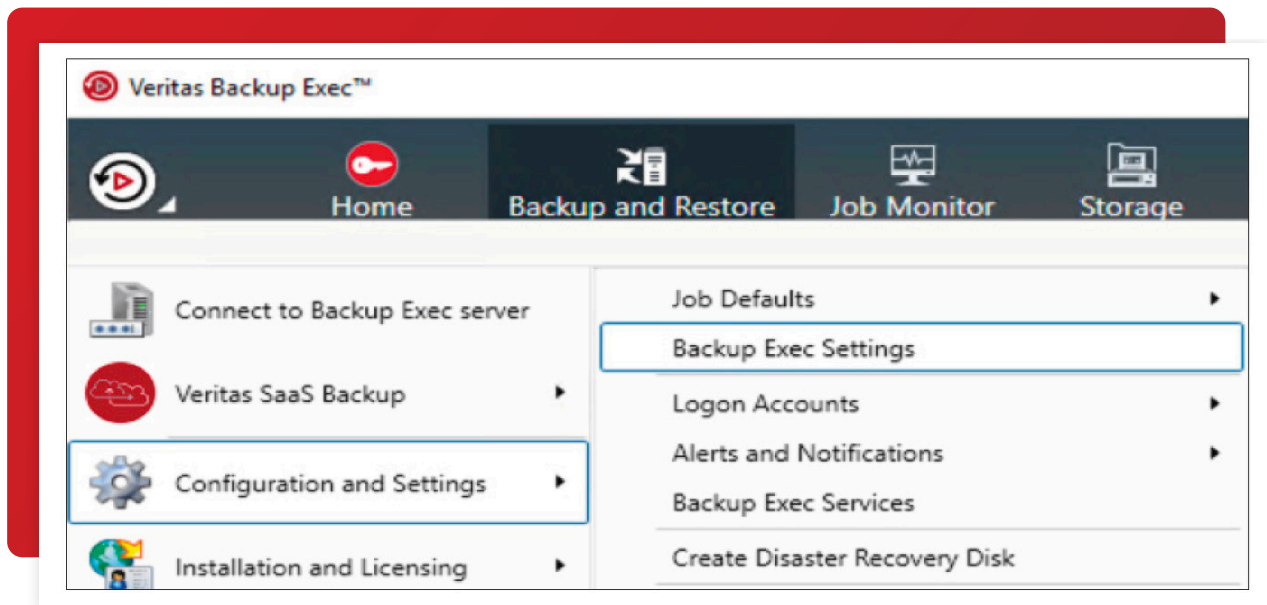 Veritas Backup Exec™
Home
Backup and Restore
Job Monitor
Storage
Connect to Backup Exec server
Veritas SaaS Backup
Configuration and Settings
Installation and Licensing
Job Defaults
Backup Exec Settings
Logon Accounts
Alerts and Notifications
Backup Exec Services
Create Disaster Recovery Disk